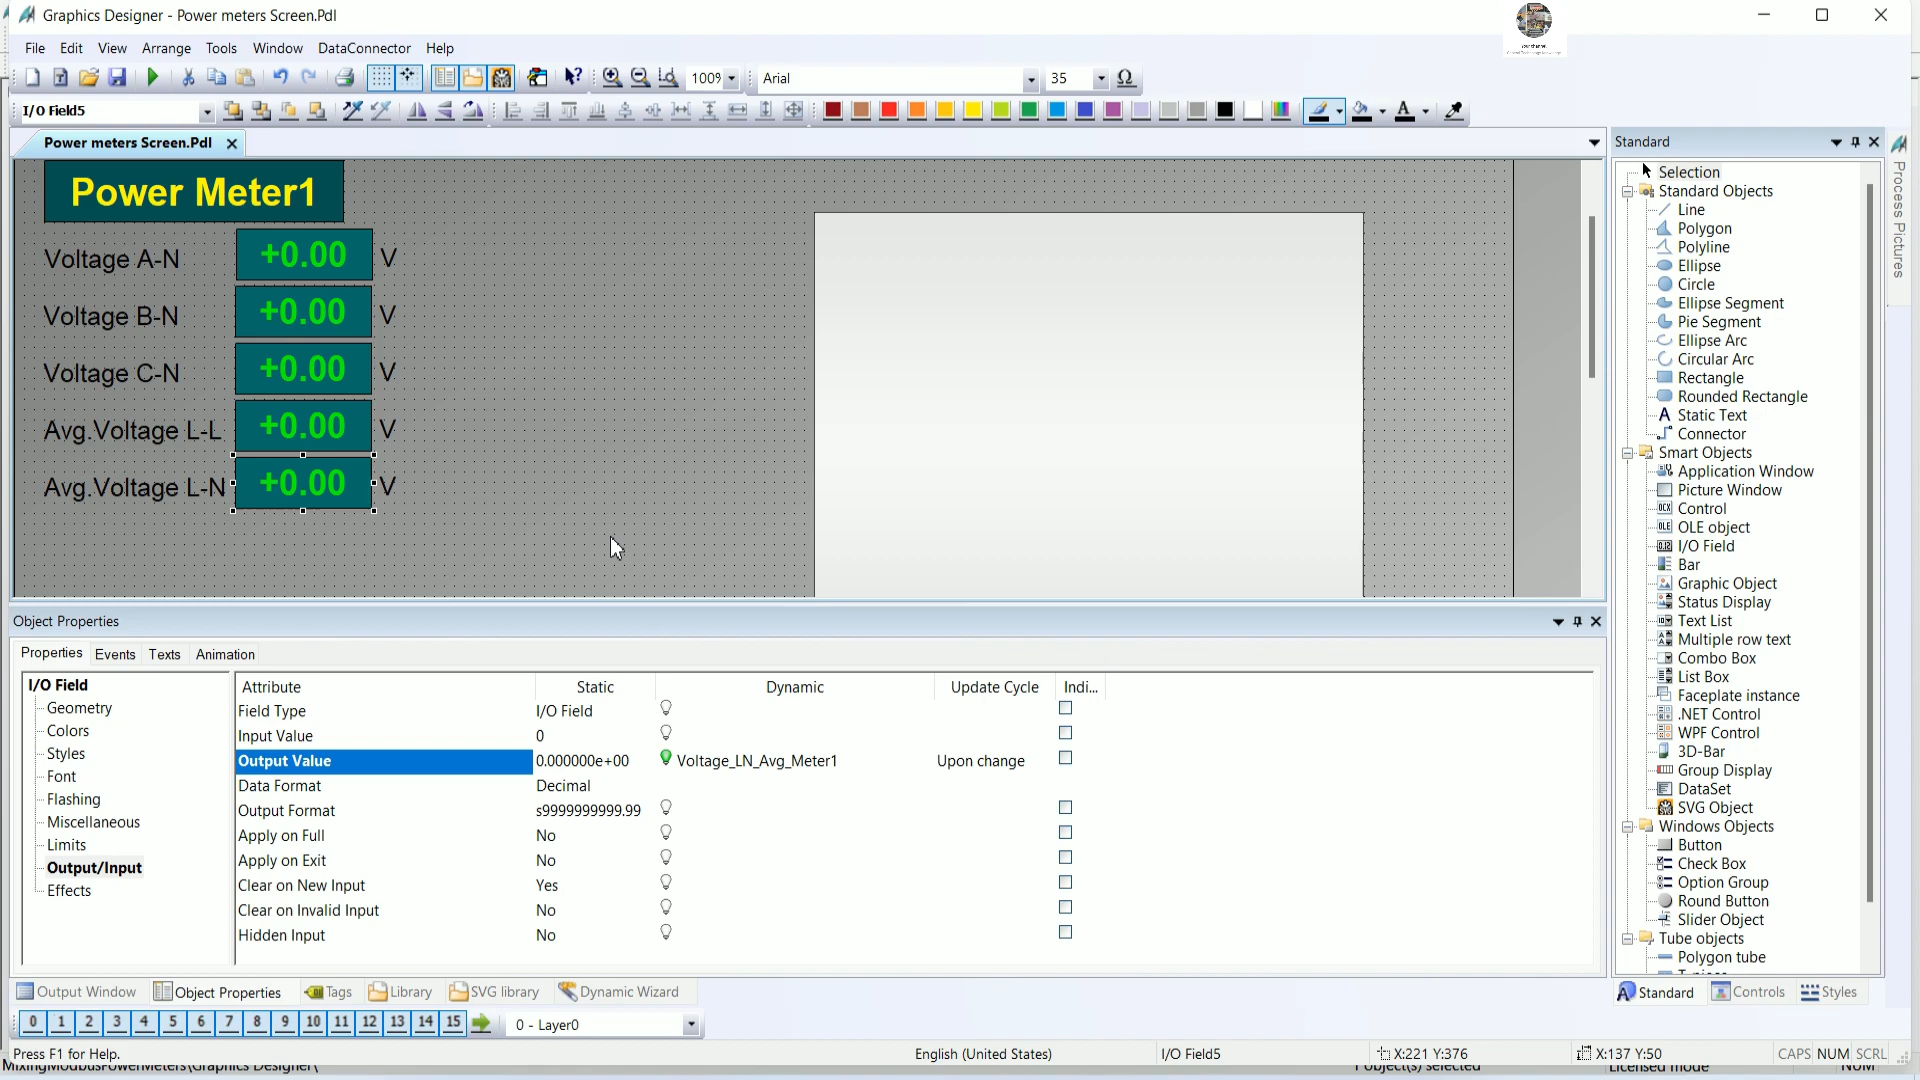 Graphics Designer - Power meters Screen.Pdl
File Edit View Arrange Tools Window DataConnector Help
100% Arial 35
I/O Field5
Power meters Screen.Pdl
Power Meter1
Voltage A-N +0.00 V
Voltage B-N +0.00 V
Voltage C-N +0.00 V
Avg.Voltage L-L +0.00 V
Avg.Voltage L-N +0.00 V
Standard
Selection
Standard Objects
Line
Polygon
Polyline
Ellipse
Circle
Ellipse Segment
Pie Segment
Ellipse Arc
Circular Arc
Rectangle
Rounded Rectangle
Static Text
Connector
Smart Objects
Application Window
Picture Window
Control
OLE object
I/O Field
Bar
Graphic Object
Status Display
Text List
Multiple row text
Combo Box
List Box
Faceplate instance
.NET Control
WPF Control
3D-Bar
Group Display
DataSet
SVG Object
Windows Objects
Button
Check Box
Option Group
Round Button
Slider Object
Tube objects
Polygon tube
Standard Controls Styles
Process Pictures
Object Properties
Properties Events Texts Animation
I/O Field
Geometry
Colors
Styles
Font
Flashing
Miscellaneous
Limits
Output/Input
Effects
Attribute Static Dynamic Update Cycle Indi...
Field Type I/O Field
Input Value 0
Output Value 0.000000e+00 Voltage_LN_Avg_Meter1 Upon change
Data Format Decimal
Output Format s9999999999.99
Apply on Full No
Apply on Exit No
Clear on New Input Yes
Clear on Invalid Input No
Hidden Input No
Output Window Object Properties Tags Library SVG library Dynamic Wizard
0 1 2 3 4 5 6 7 8 9 10 11 12 13 14 15 0 - Layer0
Press F1 for Help. English (United States) I/O Field5 X:221 Y:376 X:137 Y:50 CAPS NUM SCRL
MixingModbusPowerMeters\Graphics Designer\ 1 object(s) selected Licensed mode NUM